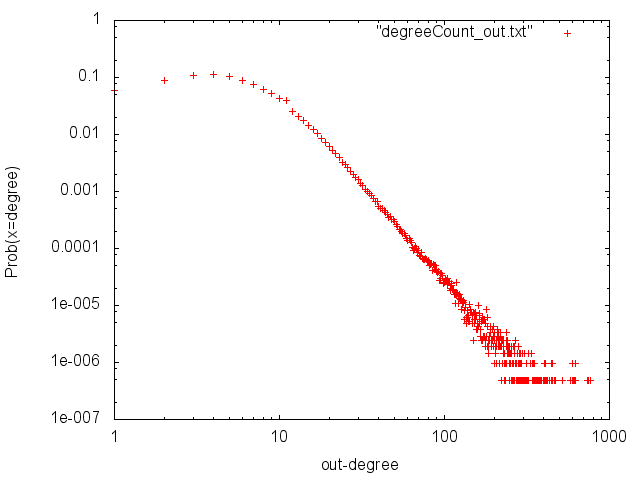 "degreeCount_out.txt"
1
0.1
0.01
0.001
0.0001
1e-005
1e-006
1e-007
Prob(x=degree)
1 10 100 1000
out-degree